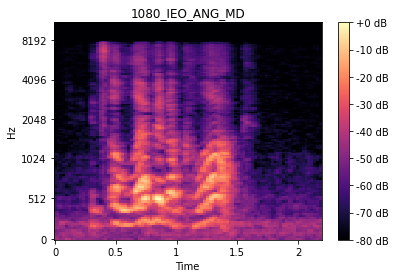 1080_IEO_ANG_MD
8192
4096
2048
1024
512
0
Hz
0
0.5
1
1.5
2
Time
+0 dB
-10 dB
-20 dB
-30 dB
-40 dB
-50 dB
-60 dB
-70 dB
-80 dB